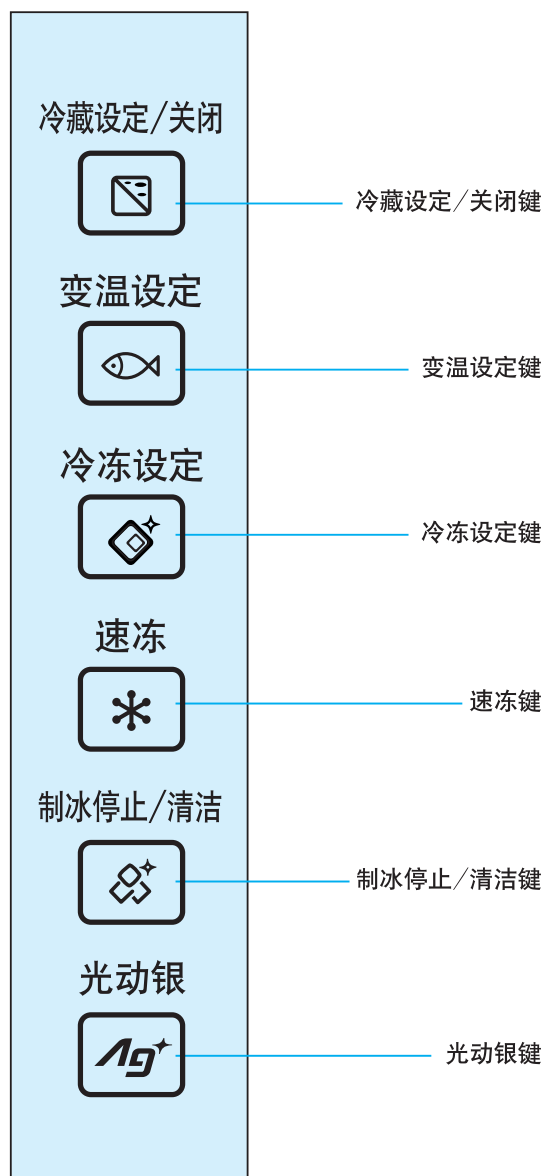 冷藏设定/关闭
冷藏设定/关闭键
变温设定
变温设定键
冷冻设定
冷冻设定键
速冻
速冻键
制冰停止/清洁
制冰停止/清洁键
光动银
Ag
光动银键